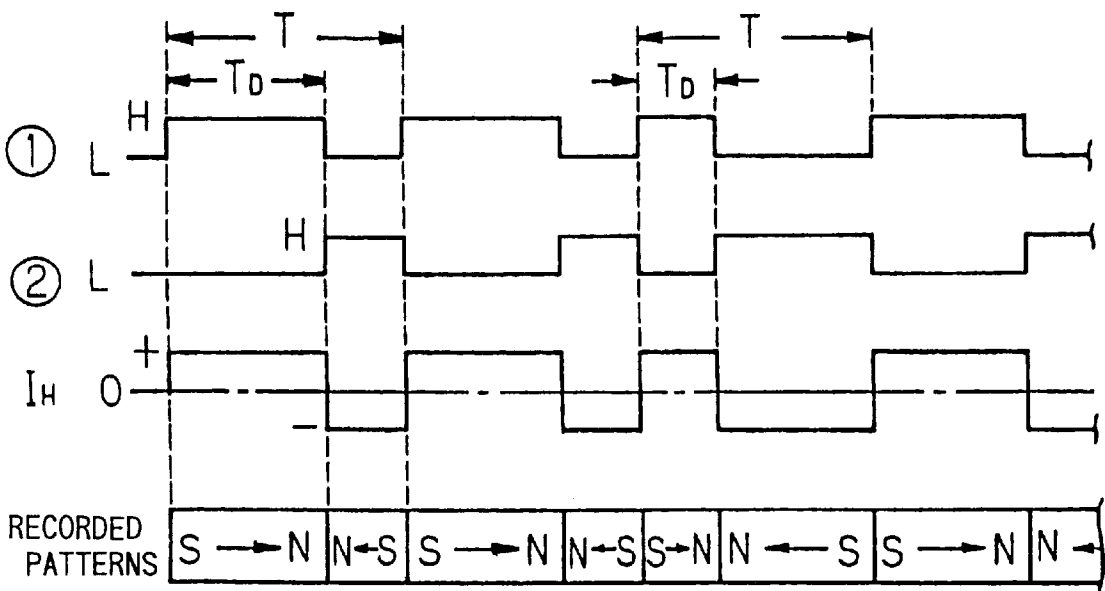 T T
TD TD
H
① L
H
② L
+
IH 0
−
RECORDED PATTERNS
S → N N ← S S → N N ← S S → N N ← S S → N N ←